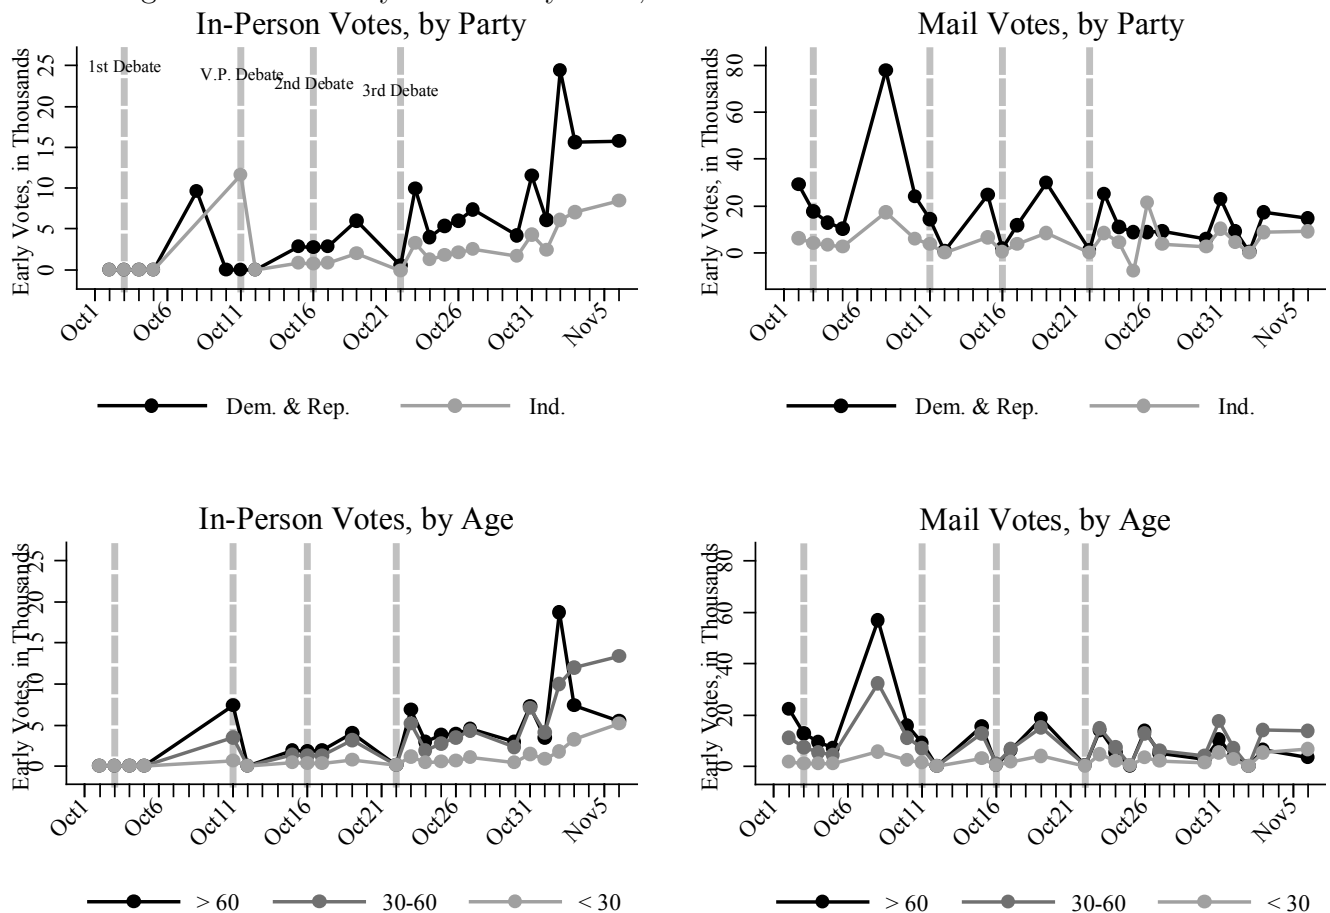 In-Person Votes, by Party
Early Votes, in Thousands
25
20
15
10
5
0
1st Debate
V.P. Debate
2nd Debate
3rd Debate
Oct1
Oct6
Oct11
Oct16
Oct21
Oct26
Oct31
Nov5
Dem. & Rep.
Ind.
Mail Votes, by Party
Early Votes, in Thousands
80
60
40
20
0
Oct1
Oct6
Oct11
Oct16
Oct21
Oct26
Oct31
Nov5
Dem. & Rep.
Ind.
In-Person Votes, by Age
Early Votes, in Thousands
25
20
15
10
5
0
Oct1
Oct6
Oct11
Oct16
Oct21
Oct26
Oct31
Nov5
> 60
30-60
< 30
Mail Votes, by Age
Early Votes, in Thousands
80
60
40
20
0
Oct1
Oct6
Oct11
Oct16
Oct21
Oct26
Oct31
Nov5
> 60
30-60
< 30